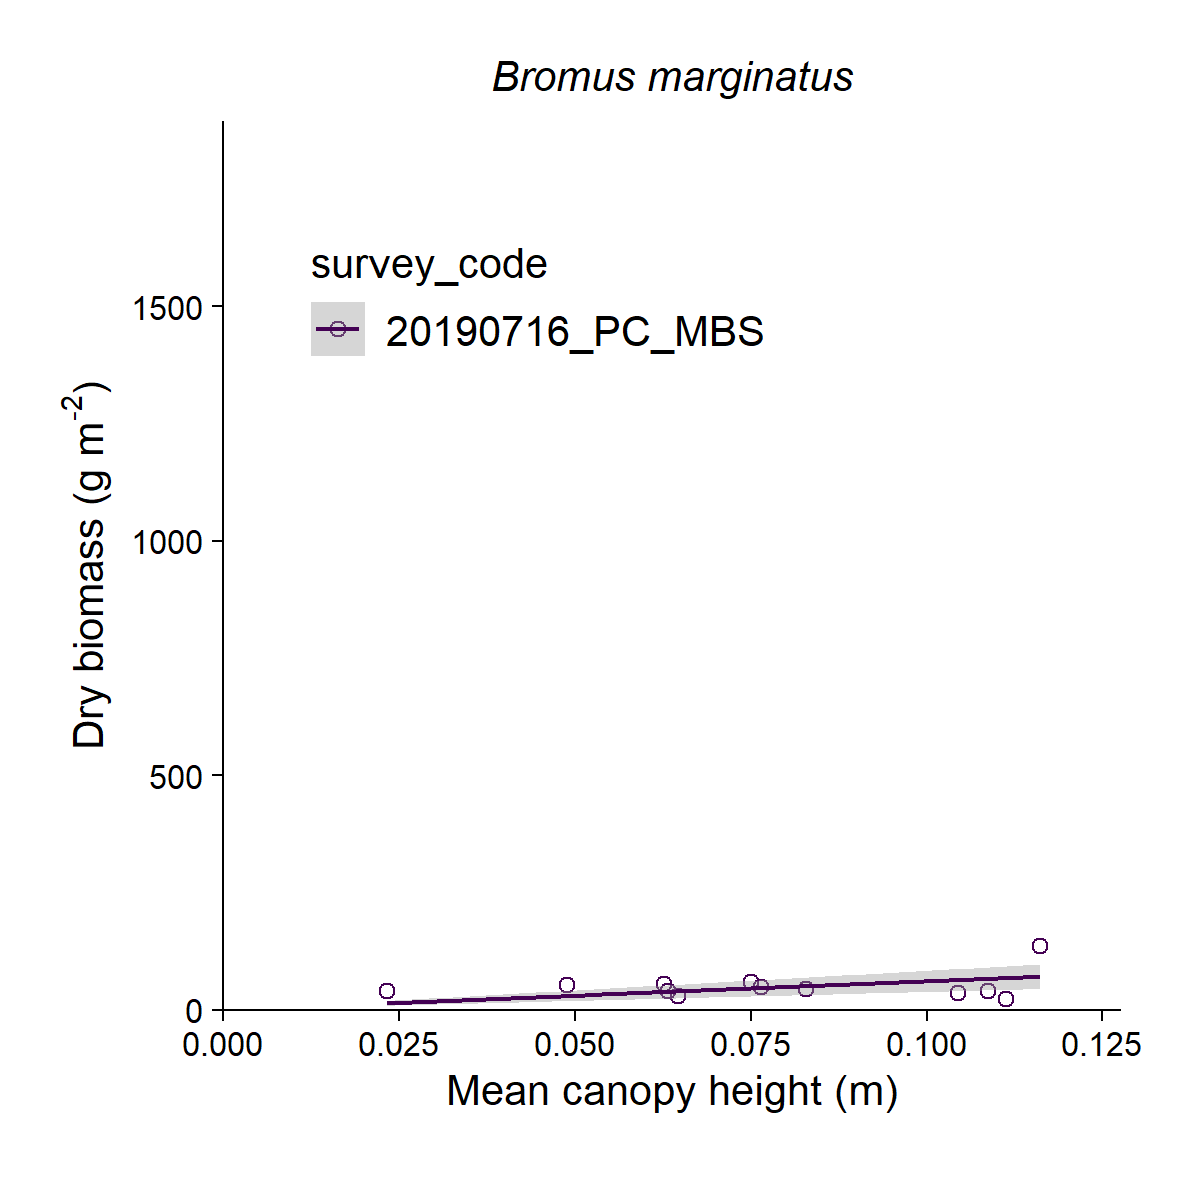 Bromus marginatus
survey_code
20190716_PC_MBS
Dry biomass (g m-2)
1500
1000
500
0
0.000 0.025 0.050 0.075 0.100 0.125
Mean canopy height (m)